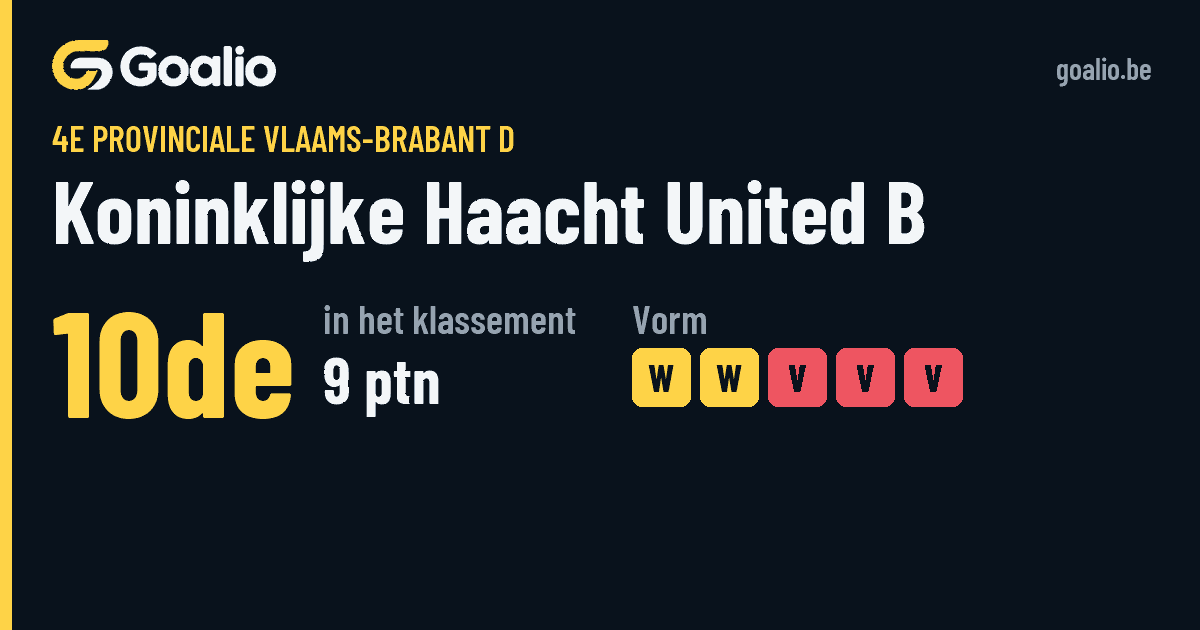 Goalio
goalio.be
4E PROVINCIALE VLAAMS-BRABANT D
Koninklijke Haacht United B
10de
in het klassement
9 ptn
Vorm
W W V V V